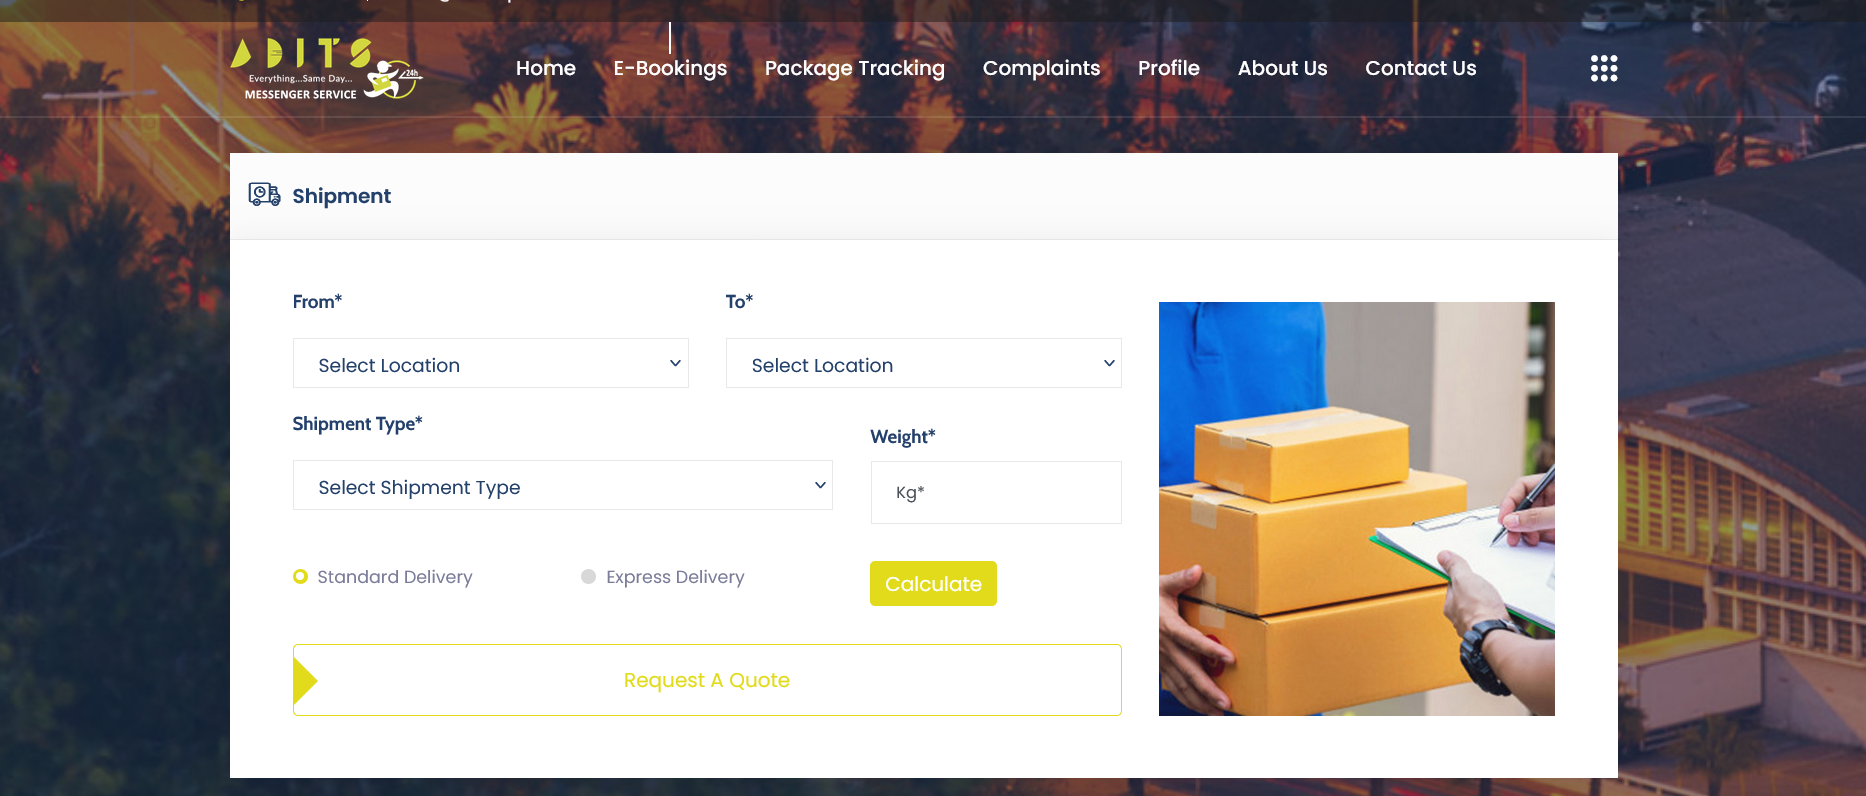 ADITS
Everything...Same Day...
24h
MESSENGER SERVICE
Home E-Bookings Package Tracking Complaints Profile About Us Contact Us
Shipment
From* To*
Select Location Select Location
Shipment Type* Weight*
Select Shipment Type Kg*
Standard Delivery Express Delivery Calculate
Request A Quote